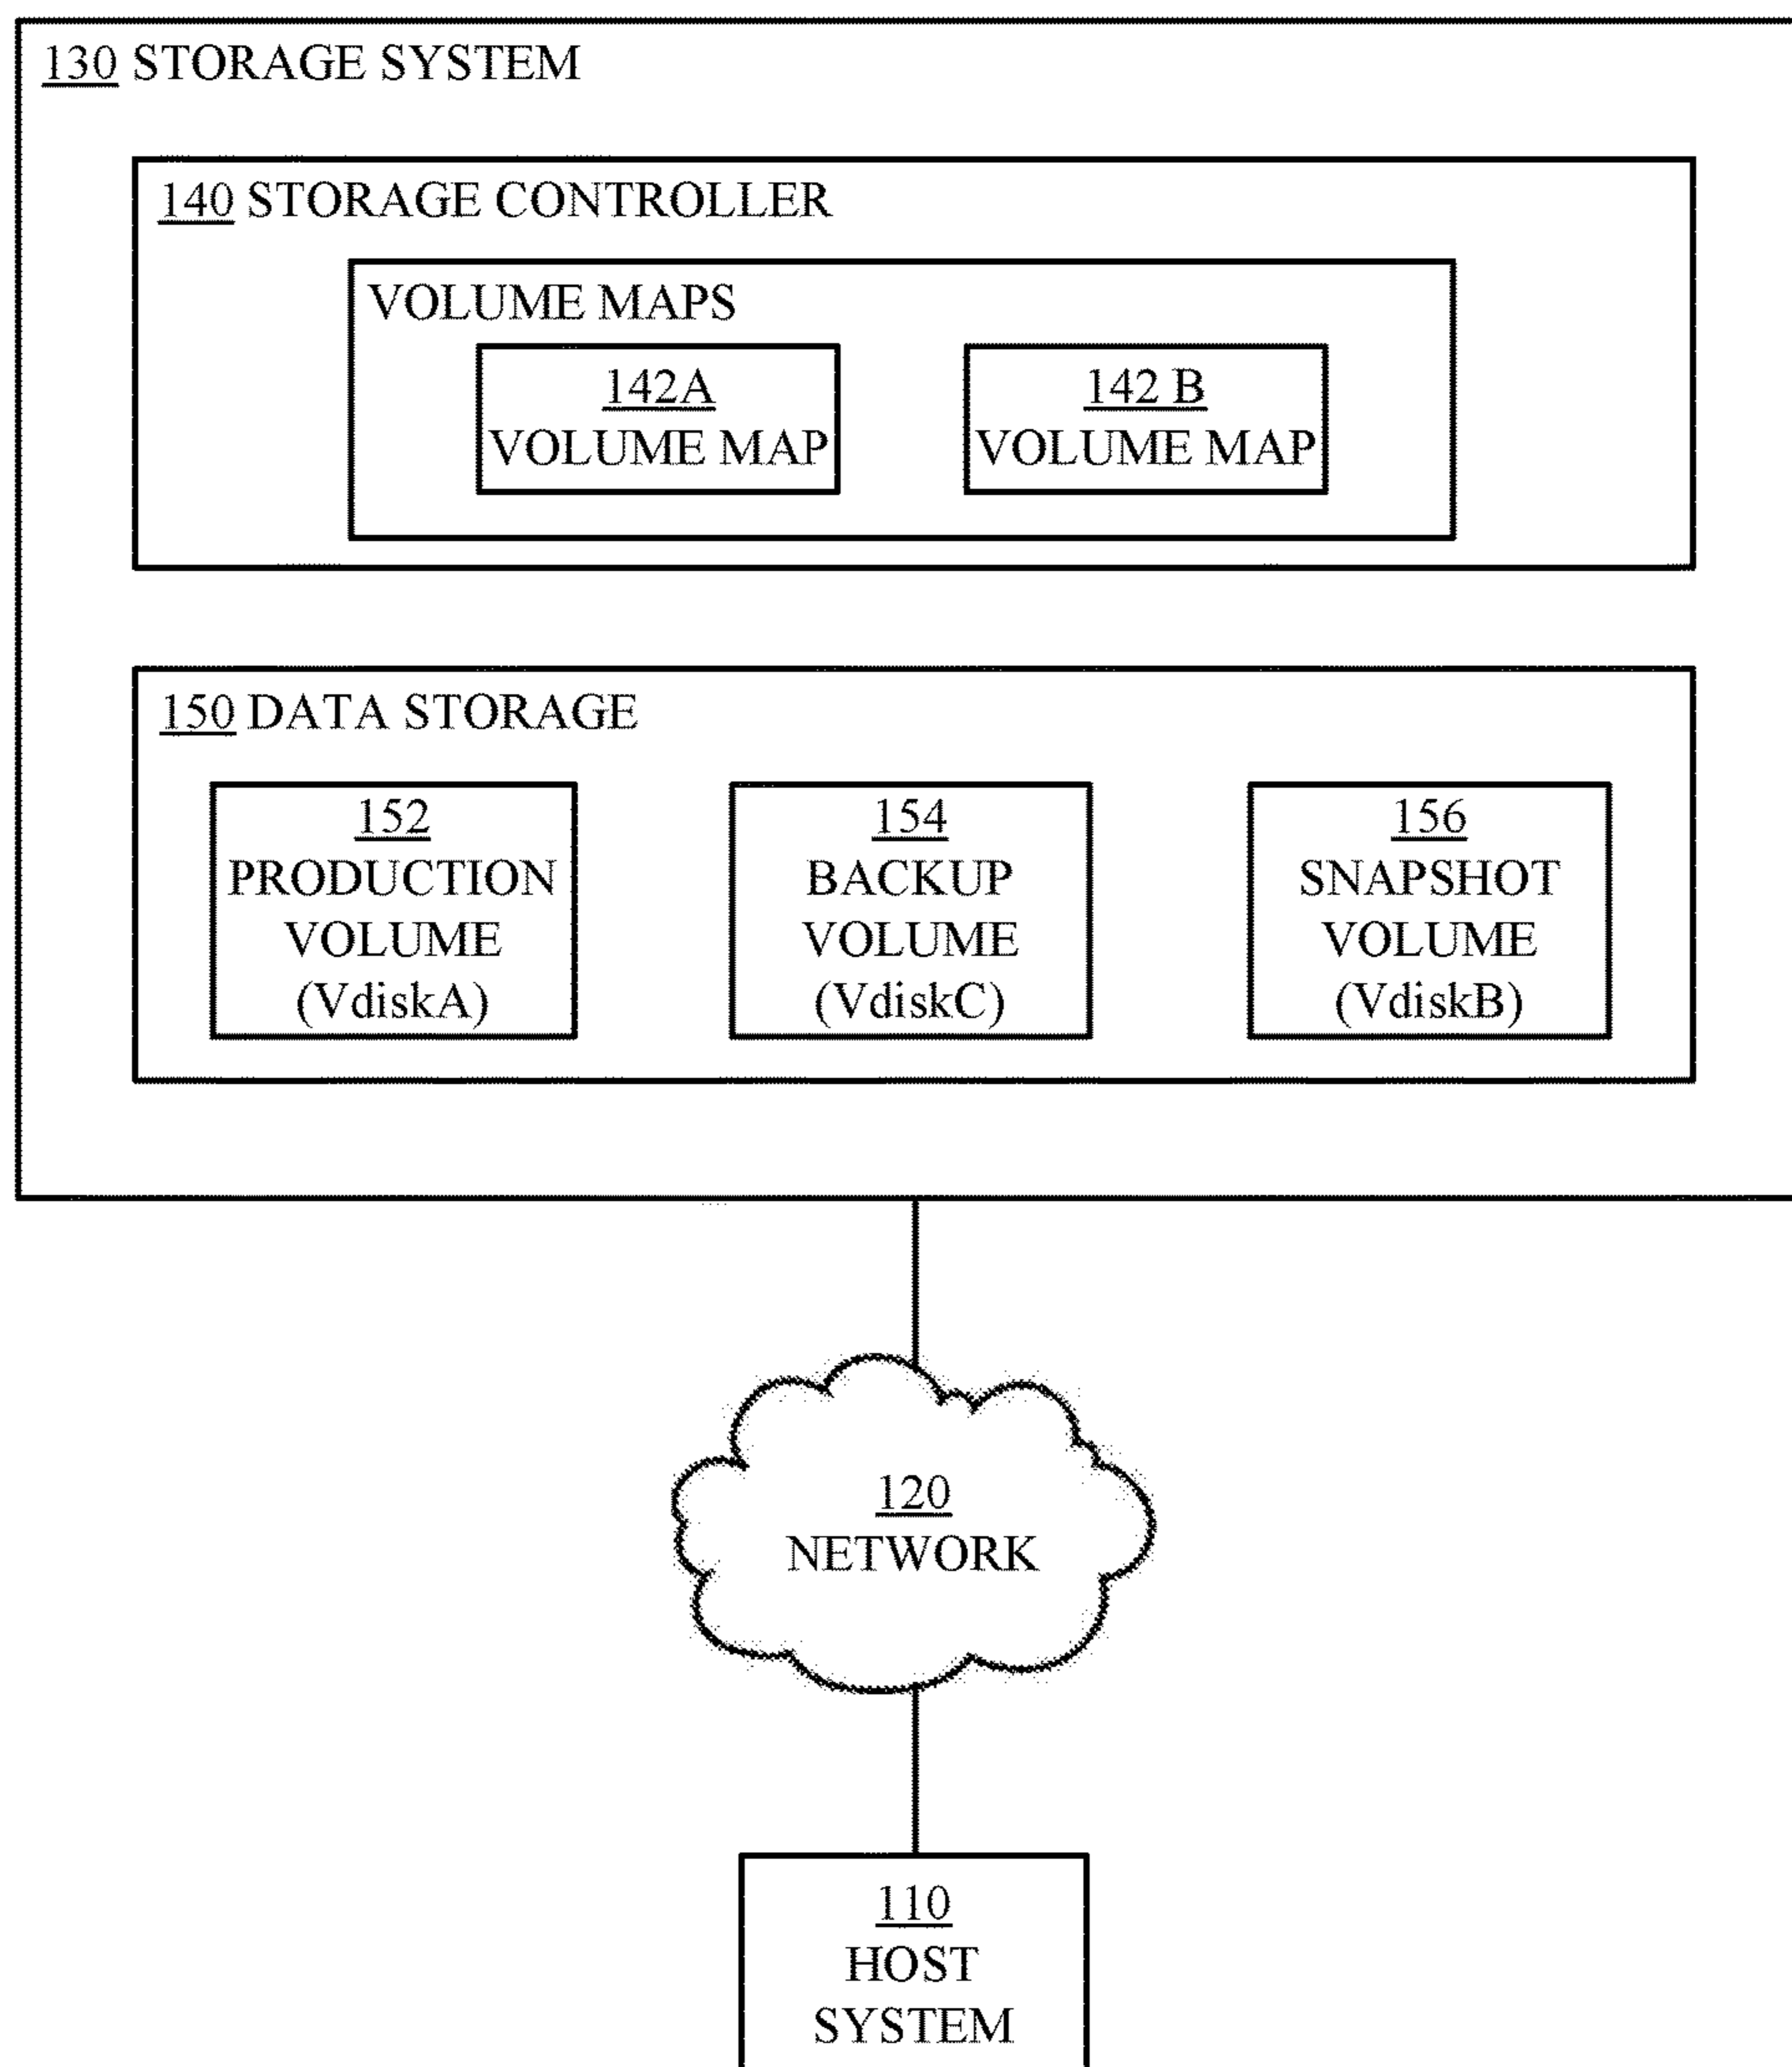 130 STORAGE SYSTEM
140 STORAGE CONTROLLER
VOLUME MAPS
142A
VOLUME MAP
142 B
VOLUME MAP
150 DATA STORAGE
152
PRODUCTION
VOLUME
(VdiskA)
154
BACKUP
VOLUME
(VdiskC)
156
SNAPSHOT
VOLUME
(VdiskB)
120
NETWORK
110
HOST
SYSTEM